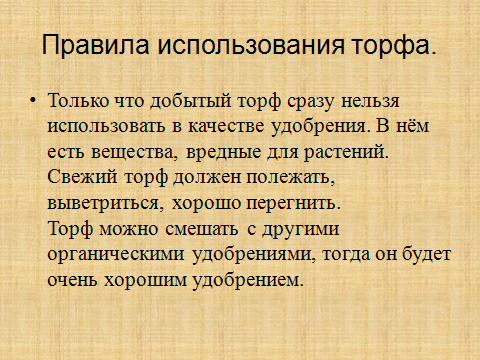 Правила использования торфа.
• Только что добытый торф сразу нельзя
использовать в качестве удобрения. В нём
есть вещества, вредные для растений.
Свежий торф должен полежать,
выветриться, хорошо перегнить.
Торф можно смешать с другими
органическими удобрениями, тогда он будет
очень хорошим удобрением.